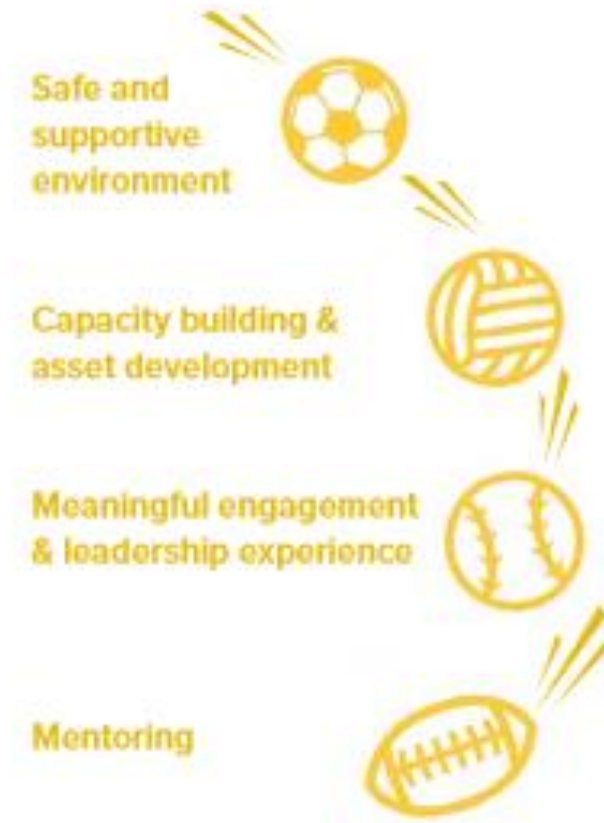 Safe and
supportive
environment
Capacity building &
asset development
Meaningful engagement
& leadership experience
Mentoring